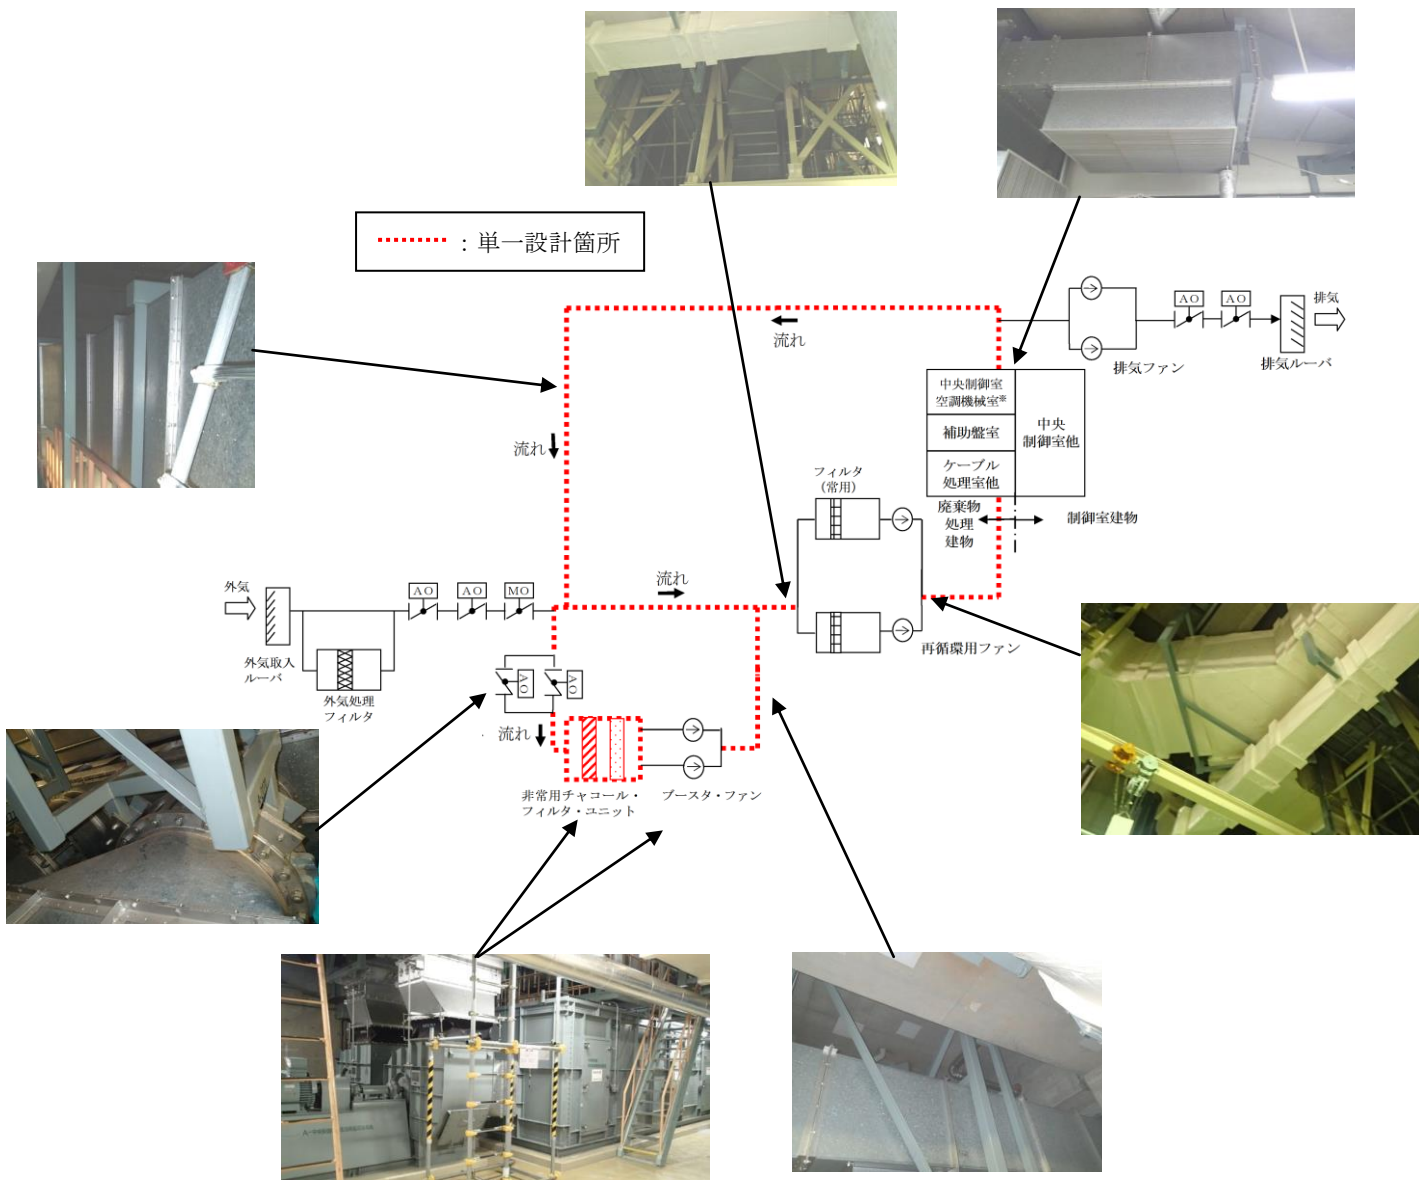 ：単一設計箇所
流れ
AO
AO
排気
排気ファン
排気ルーバ
中央制御室
空調機械室※
補助盤室
ケーブル
処理室他
中央
制御室他
流れ
フィルタ
（常用）
廃棄物
処理
建物
制御室建物
外気
AO
AO
MO
流れ
外気取入
ルーバ
外気処理
フィルタ
再循環用ファン
AO
AO
流れ
非常用チャコール・
フィルタ・ユニット
ブースタ・ファン